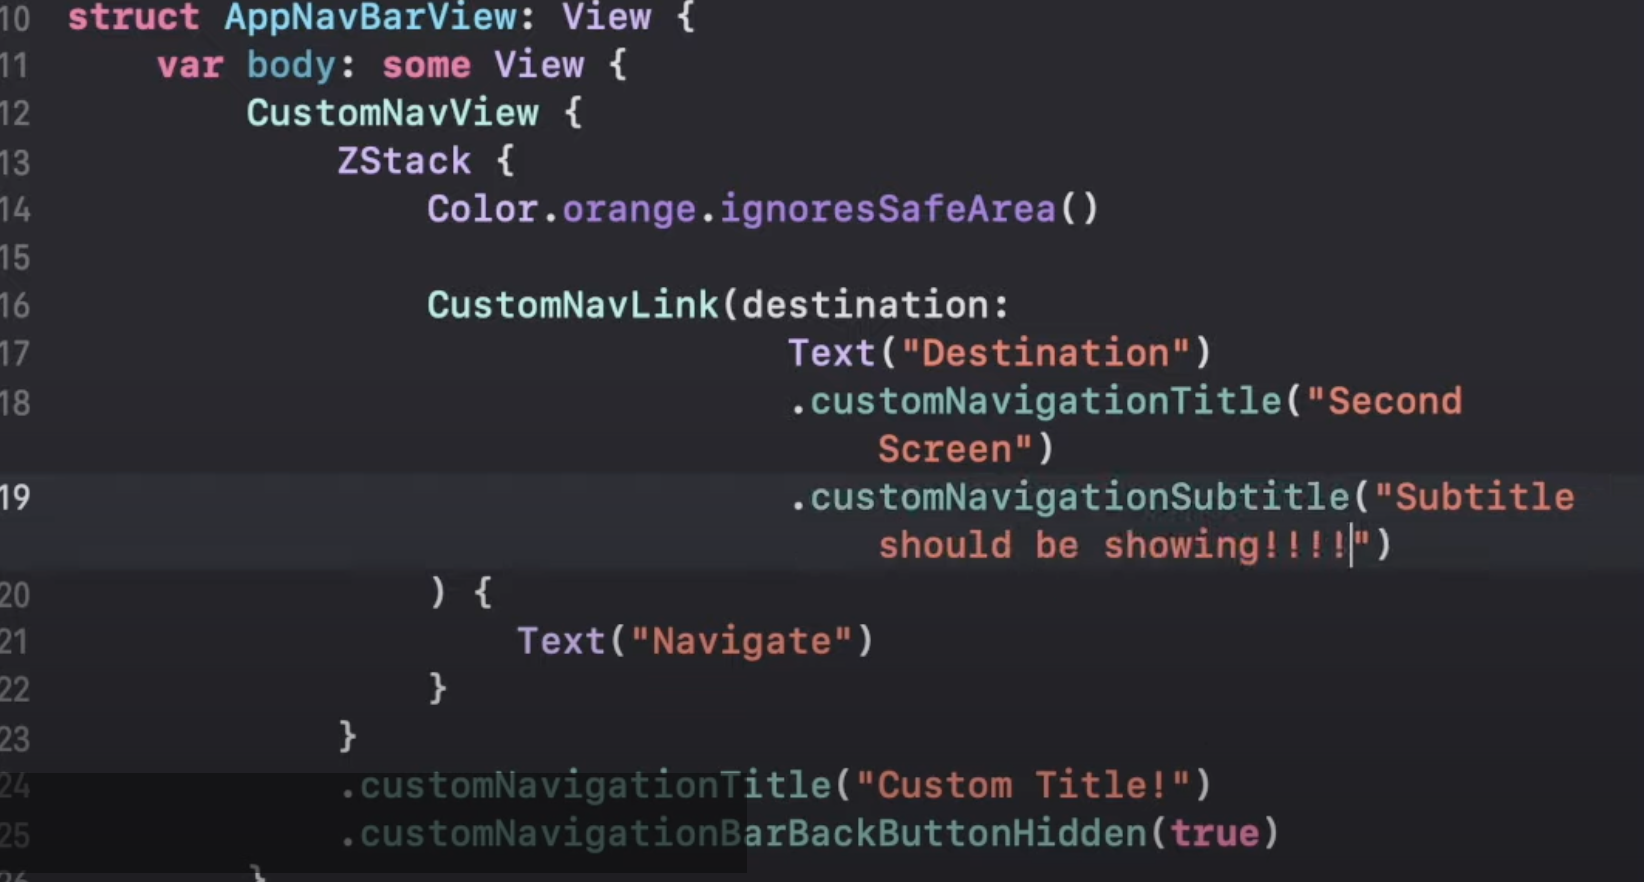 10 struct AppNavBarView: View {
11 var body: some View {
12 CustomNavView {
13 ZStack {
14 Color.orange.ignoresSafeArea()
15
16 CustomNavLink(destination:
17 Text("Destination")
18 .customNavigationTitle("Second
Screen")
19 .customNavigationSubtitle("Subtitle
should be showing!!!!")
20 ) {
21 Text("Navigate")
22 }
23 }
24 .customNavigationTitle("Custom Title!")
25 .customNavigationBarBackButtonHidden(true)
26 }